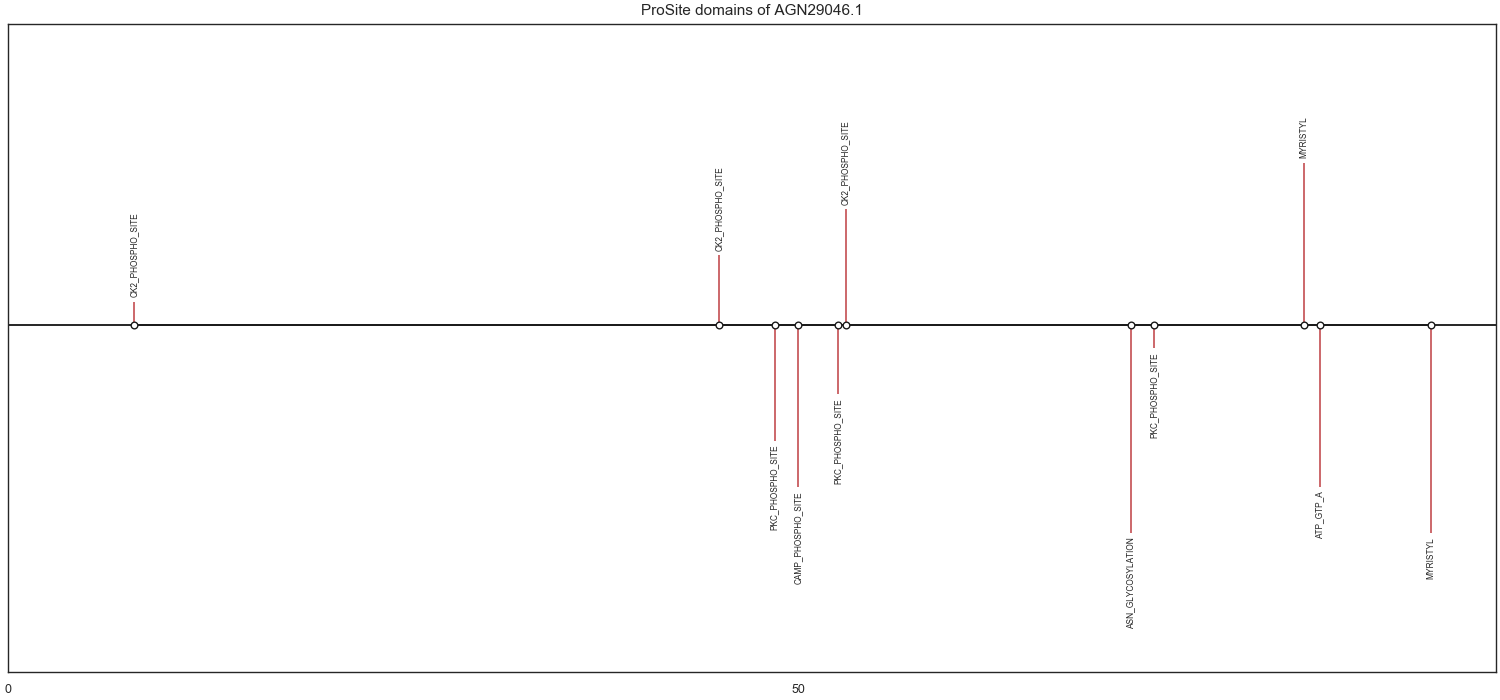 ProSite domains of AGN29046.1
CK2_PHOSPHO_SITE
CK2_PHOSPHO_SITE
PKC_PHOSPHO_SITE
CAMP_PHOSPHO_SITE
PKC_PHOSPHO_SITE
CK2_PHOSPHO_SITE
ASN_GLYCOSYLATION
PKC_PHOSPHO_SITE
MYRISTYL
ATP_GTP_A
MYRISTYL
0
50